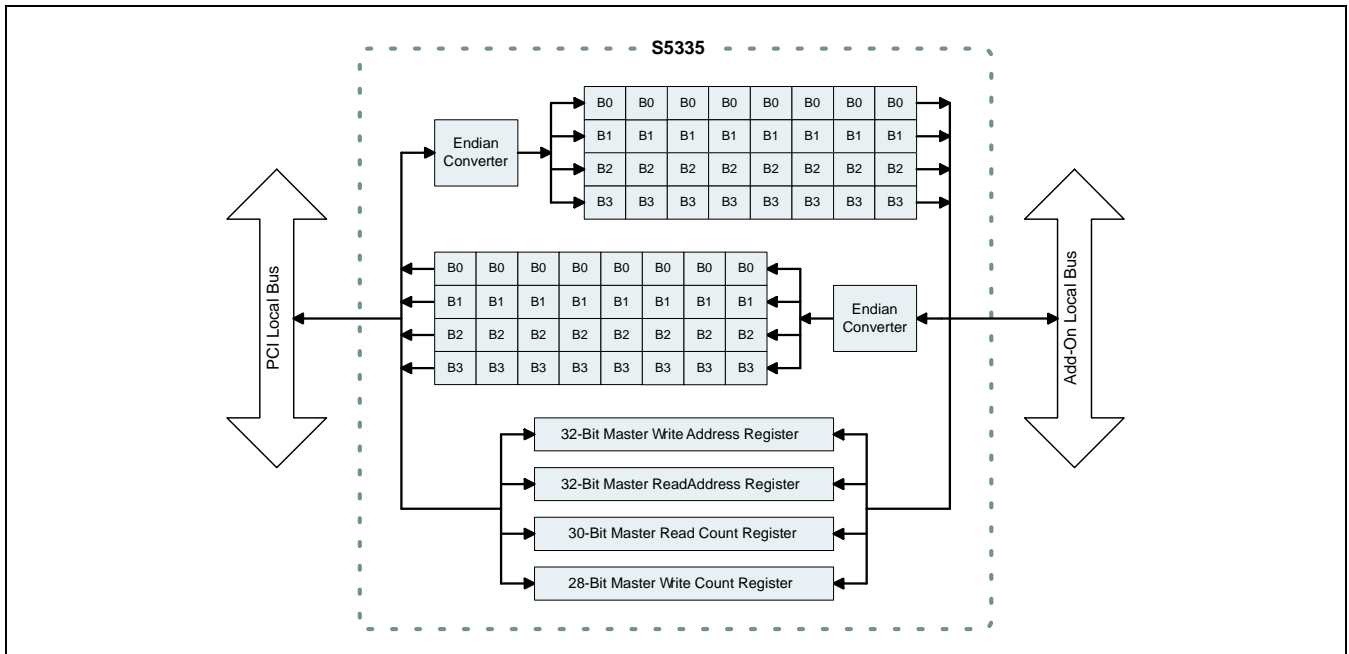 S5335
B0 B0 B0 B0 B0 B0 B0 B0
Endian
Converter
B1 B1 B1 B1 B1 B1 B1 B1
B2 B2 B2 B2 B2 B2 B2 B2
B3 B3 B3 B3 B3 B3 B3 B3
PCI Local Bus
B0 B0 B0 B0 B0 B0 B0 B0
B1 B1 B1 B1 B1 B1 B1 B1
B2 B2 B2 B2 B2 B2 B2 B2
B3 B3 B3 B3 B3 B3 B3 B3
Endian
Converter
Add-On Local Bus
32-Bit Master Write Address Register
32-Bit Master ReadAddress Register
30-Bit Master Read Count Register
28-Bit Master Write Count Register